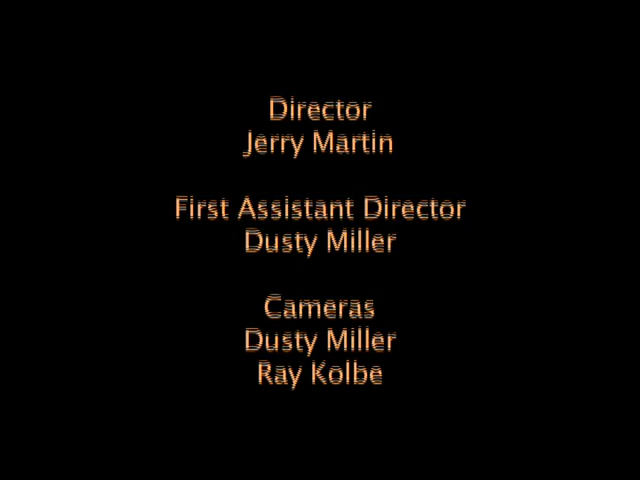 Director
Jerry Martin
First Assistant Director
Dusty Miller
Cameras
Dusty Miller
Ray Kolbe